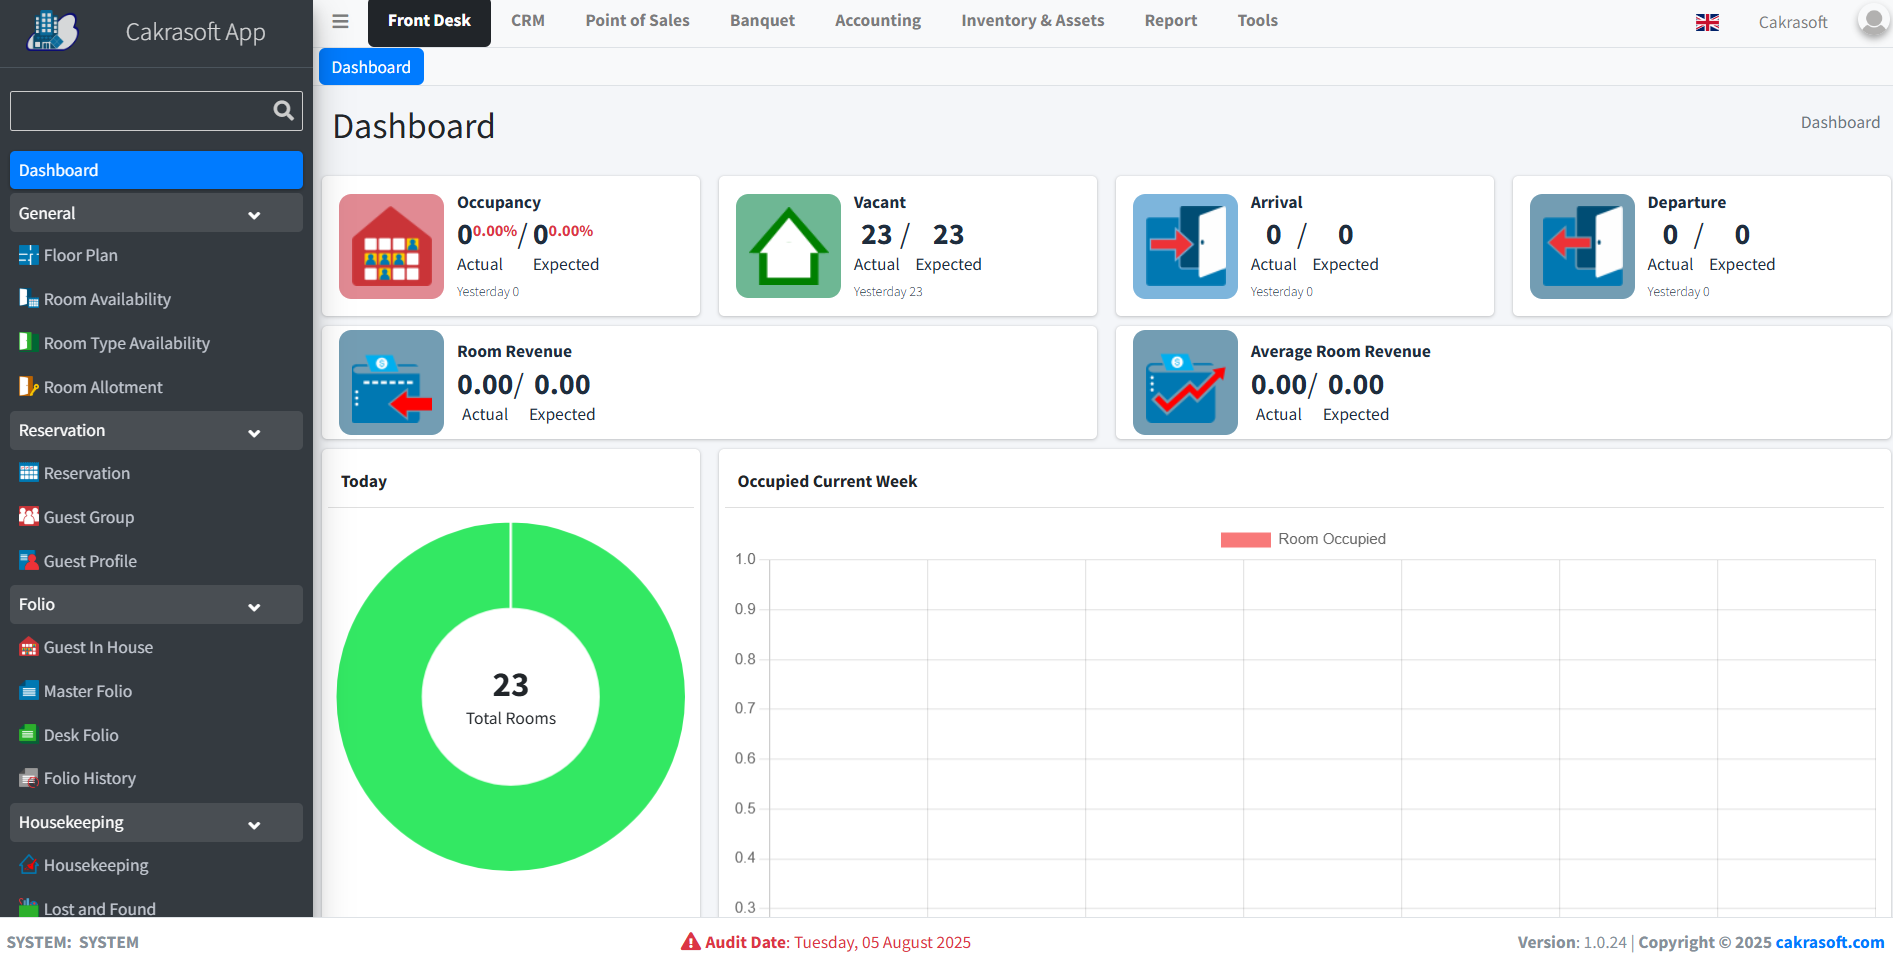 Cakrasoft App
Front Desk CRM Point of Sales Banquet Accounting Inventory & Assets Report Tools Cakrasoft
Dashboard
Dashboard
Dashboard
Dashboard
General
Floor Plan
Room Availability
Room Type Availability
Room Allotment
Reservation
Reservation
Guest Group
Guest Profile
Folio
Guest In House
Master Folio
Desk Folio
Folio History
Housekeeping
Housekeeping
Lost and Found
Occupancy
0 0.00% / 0 0.00%
Actual Expected
Yesterday 0
Vacant
23 / 23
Actual Expected
Yesterday 23
Arrival
0 / 0
Actual Expected
Yesterday 0
Departure
0 / 0
Actual Expected
Yesterday 0
Room Revenue
0.00/ 0.00
Actual Expected
Average Room Revenue
0.00/ 0.00
Actual Expected
Today
23
Total Rooms
Occupied Current Week
Room Occupied
1.0
0.9
0.8
0.7
0.6
0.5
0.4
0.3
SYSTEM: SYSTEM
Audit Date: Tuesday, 05 August 2025
Version: 1.0.24 | Copyright © 2025 cakrasoft.com